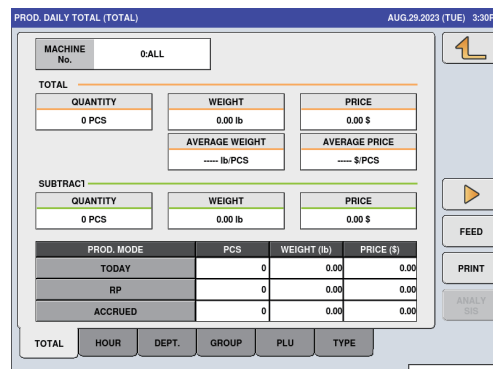 PROD. DAILY TOTAL (TOTAL) AUG.29.2023 (TUE) 3:30P
MACHINE No. 0:ALL
TOTAL
QUANTITY WEIGHT PRICE
0 PCS 0.00 lb 0.00 $
AVERAGE WEIGHT AVERAGE PRICE
----- lb/PCS ----- $/PCS
SUBTRACT
QUANTITY WEIGHT PRICE
0 PCS 0.00 lb 0.00 $
FEED
PROD. MODE PCS WEIGHT (lb) PRICE ($)
TODAY 0 0.00 0.00
PRINT
RP 0 0.00 0.00
ANALY
SIS
ACCRUED 0 0.00 0.00
TOTAL HOUR DEPT. GROUP PLU TYPE